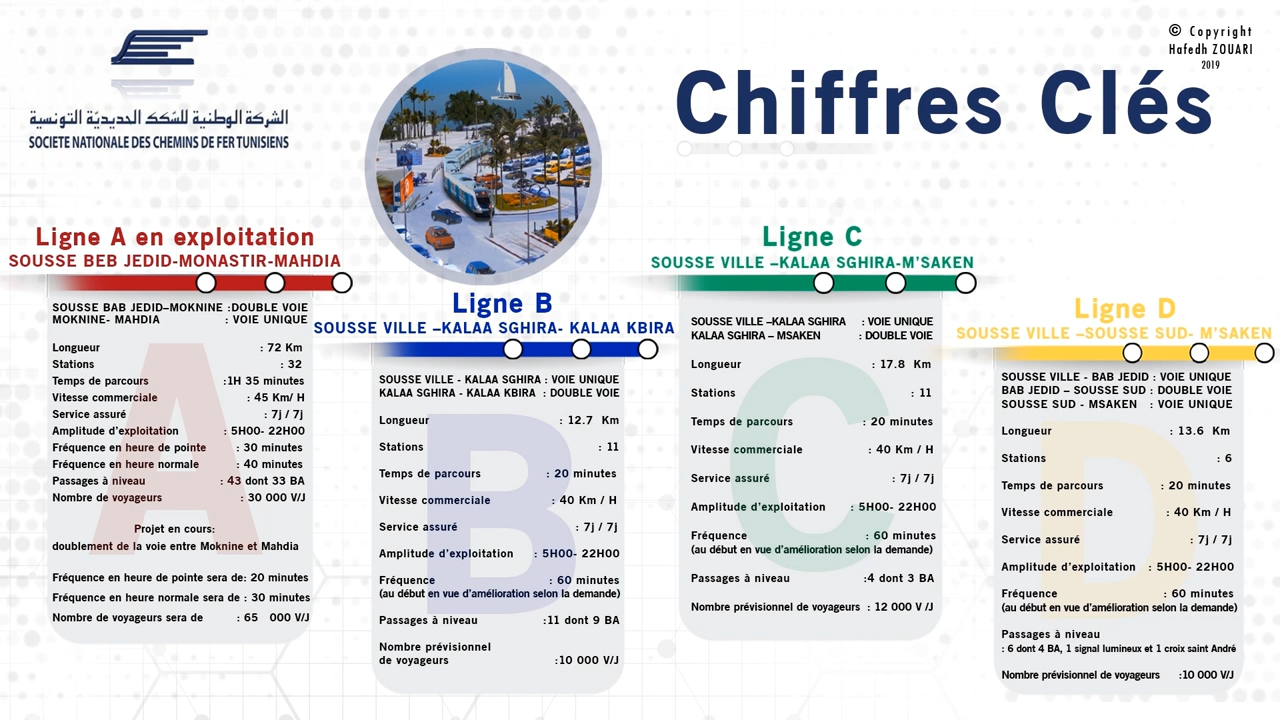 الشركة الوطنية للسكك الحديدية التونسية
SOCIETE NATIONALE DES CHEMINS DE FER TUNISIENS
© Copyright
Hafedh ZOUARI
2019
Chiffres Clés
Ligne A en exploitation
SOUSSE BEB JEDID-MONASTIR-MAHDIA
SOUSSE BAB JEDID–MOKNINE :DOUBLE VOIE
MOKNINE- MAHDIA : VOIE UNIQUE
Longueur : 72 Km
Stations : 32
Temps de parcours :1H 35 minutes
Vitesse commerciale : 45 Km/ H
Service assuré : 7j / 7j
Amplitude d’exploitation : 5H00- 22H00
Fréquence en heure de pointe : 30 minutes
Fréquence en heure normale : 40 minutes
Passages à niveau : 43 dont 33 BA
Nombre de voyageurs : 30 000 V/J
Projet en cours:
doublement de la voie entre Moknine et Mahdia
Fréquence en heure de pointe sera de: 20 minutes
Fréquence en heure normale sera de : 30 minutes
Nombre de voyageurs sera de : 65 000 V/J
A
Ligne B
SOUSSE VILLE –KALAA SGHIRA- KALAA KBIRA
SOUSSE VILLE - KALAA SGHIRA : VOIE UNIQUE
KALAA SGHIRA - KALAA KBIRA : DOUBLE VOIE
Longueur : 12.7 Km
Stations : 11
Temps de parcours : 20 minutes
Vitesse commerciale : 40 Km / H
Service assuré : 7j / 7j
Amplitude d’exploitation : 5H00- 22H00
Fréquence : 60 minutes
(au début en vue d’amélioration selon la demande)
Passages à niveau :11 dont 9 BA
Nombre prévisionnel
de voyageurs :10 000 V/J
B
Ligne C
SOUSSE VILLE –KALAA SGHIRA-M’SAKEN
SOUSSE VILLE –KALAA SGHIRA : VOIE UNIQUE
KALAA SGHIRA – MSAKEN : DOUBLE VOIE
Longueur : 17.8 Km
Stations : 11
Temps de parcours : 20 minutes
Vitesse commerciale : 40 Km / H
Service assuré : 7j / 7j
Amplitude d’exploitation : 5H00- 22H00
Fréquence : 60 minutes
(au début en vue d’amélioration selon la demande)
Passages à niveau :4 dont 3 BA
Nombre prévisionnel de voyageurs : 12 000 V /J
C
Ligne D
SOUSSE VILLE –SOUSSE SUD- M’SAKEN
SOUSSE VILLE - BAB JEDID : VOIE UNIQUE
BAB JEDID – SOUSSE SUD : DOUBLE VOIE
SOUSSE SUD - MSAKEN : VOIE UNIQUE
Longueur : 13.6 Km
Stations : 6
Temps de parcours : 20 minutes
Vitesse commerciale : 40 Km / H
Service assuré : 7j / 7j
Amplitude d’exploitation : 5H00- 22H00
Fréquence : 60 minutes
(au début en vue d’amélioration selon la demande)
Passages à niveau
: 6 dont 4 BA, 1 signal lumineux et 1 croix saint André
Nombre prévisionnel de voyageurs :10 000 V/J
D